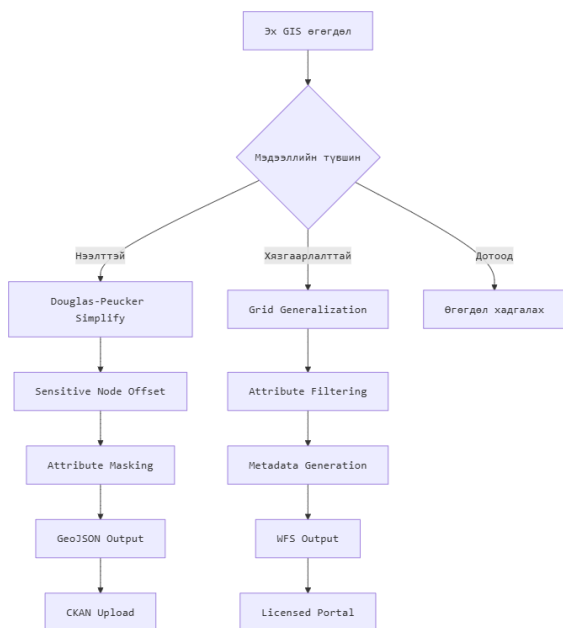 Эх GIS өгөгдөл
Мэдээллийн түвшин
Нээлттэй
Хязгаарлалттай
Дотоод
Douglas-Peucker
Simplify
Grid Generalization
Өгөгдөл хадгалах
Sensitive Node Offset
Attribute Filtering
Attribute Masking
Metadata Generation
GeoJSON Output
WFS Output
CKAN Upload
Licensed Portal